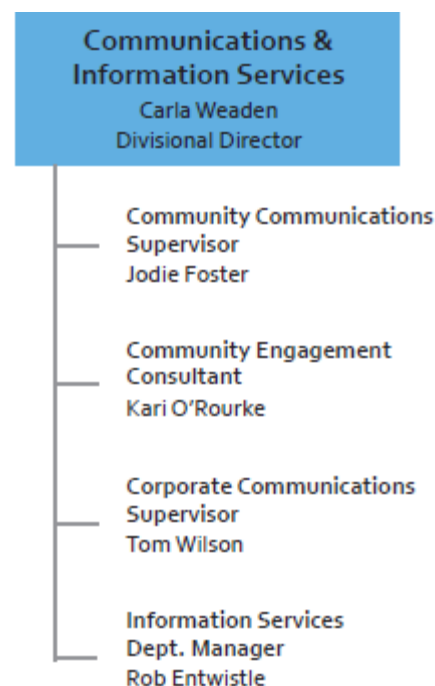 Communications &
Information Services
Carla Weaden
Divisional Director
Community Communications
Supervisor
Jodie Foster
Community Engagement
Consultant
Kari O'Rourke
Corporate Communications
Supervisor
Tom Wilson
Information Services
Dept. Manager
Rob Entwistle